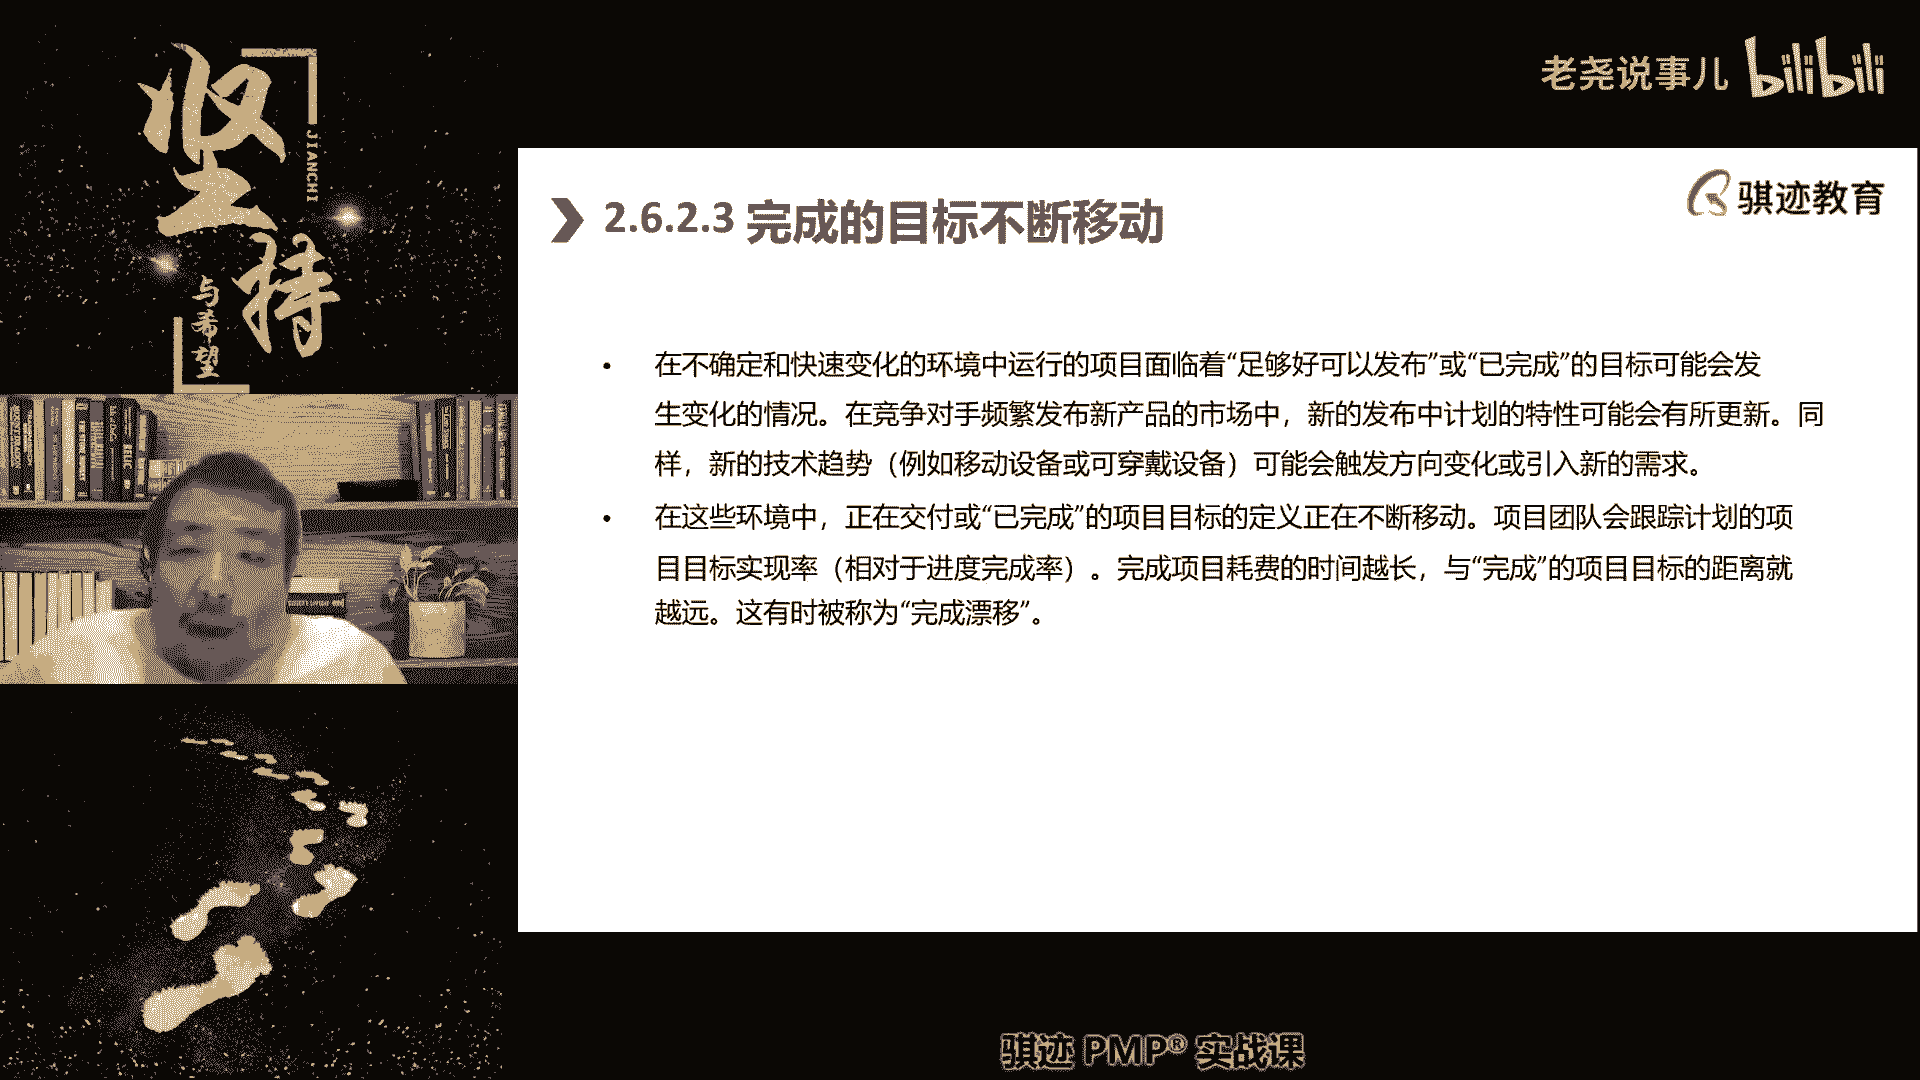 坚持
JIANCHI
与希望
老尧说事儿 bilibili
骐迹教育
2.6.2.3 完成的目标不断移动
• 在不确定和快速变化的环境中运行的项目面临着“足够好可以发布”或“已完成”的目标可能会发
生变化的情况。在竞争对手频繁发布新产品的市场中，新的发布中计划的特性可能会有所更新。同
样，新的技术趋势（例如移动设备或可穿戴设备）可能会触发方向变化或引入新的需求。
• 在这些环境中，正在交付或“已完成”的项目目标的定义正在不断移动。项目团队会跟踪计划的项
目目标实现率（相对于进度完成率）。完成项目耗费的时间越长，与“完成”的项目目标的距离就
越远。这有时被称为“完成漂移”。
骐迹 PMP® 实战课